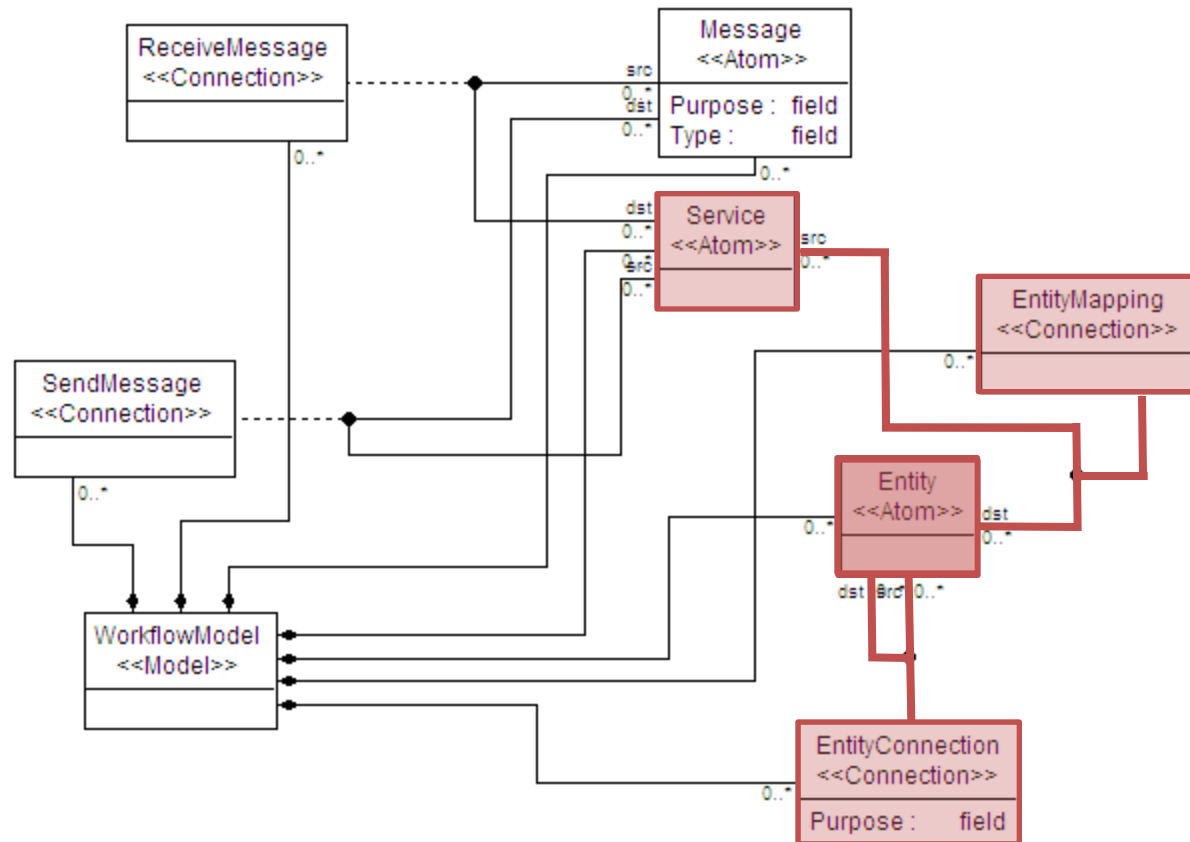 ReceiveMessage
<<Connection>>
0..*
Message
<<Atom>>
Purpose : field
Type : field
src
0..*
dst
0..*
0..*
Service
<<Atom>>
dst
0..*
0..*
src
0..*
src
0..*
EntityMapping
<<Connection>>
0..*
SendMessage
<<Connection>>
0..*
Entity
<<Atom>>
0..*
dst
0..*
dst
src
0..*
WorkflowModel
<<Model>>
EntityConnection
<<Connection>>
Purpose : field
0..*